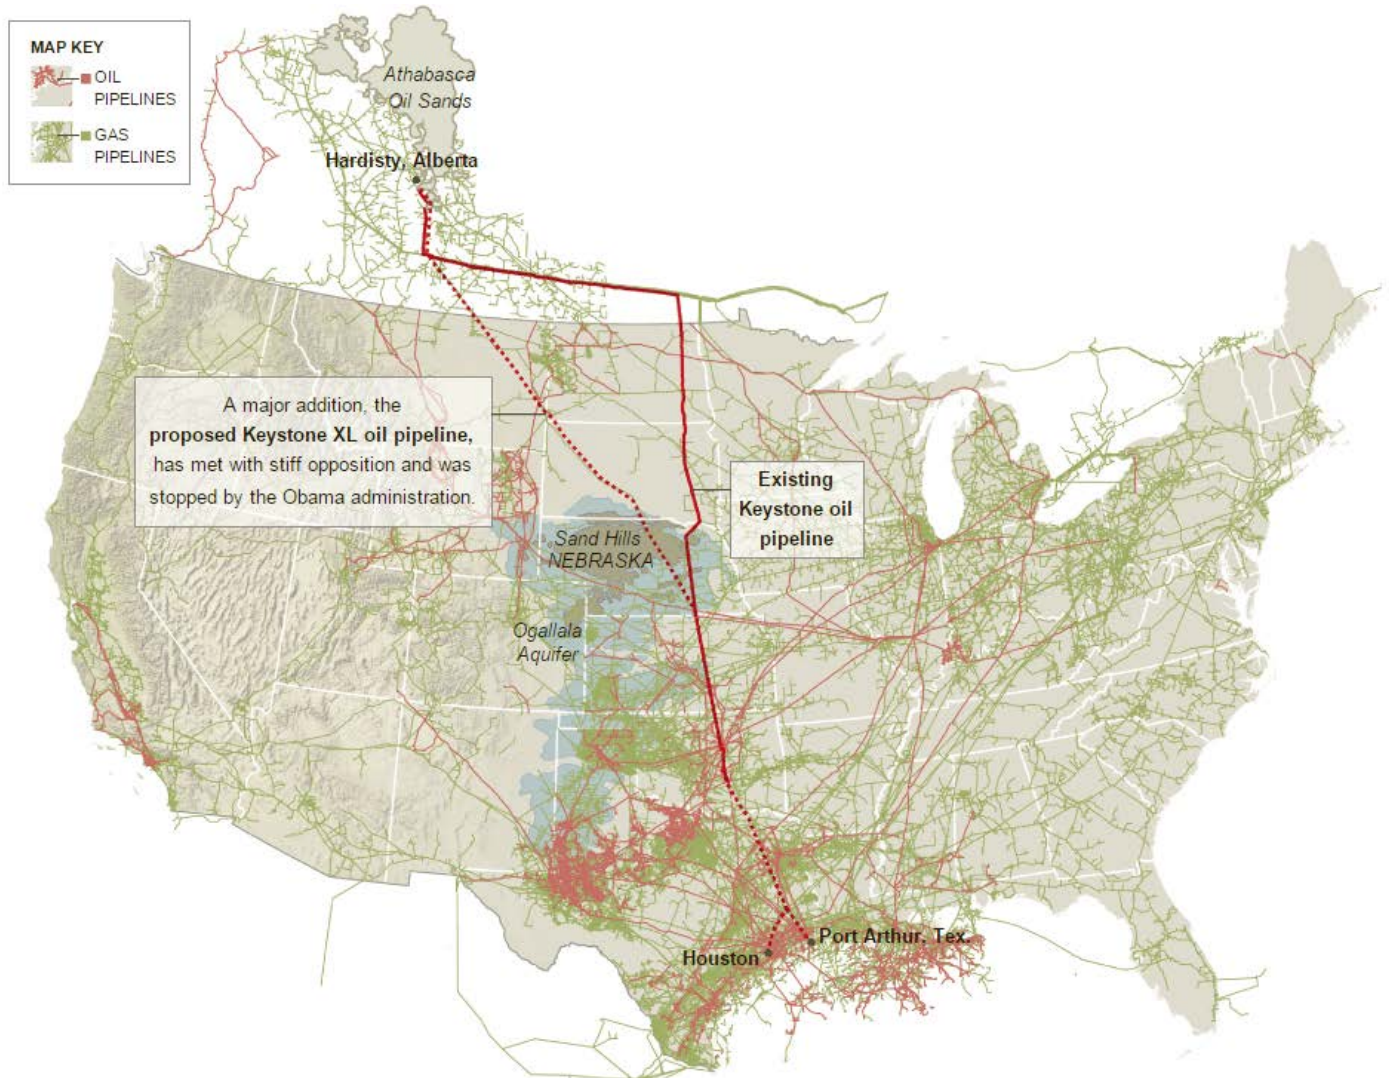 MAP KEY
OIL
PIPELINES
GAS
PIPELINES
Athabasca
Oil Sands
Hardisty, Alberta
A major addition, the
proposed Keystone XL oil pipeline,
has met with stiff opposition and was
stopped by the Obama administration.
Existing
Keystone oil
pipeline
Sand Hills
NEBRASKA
Ogallala
Aquifer
Port Arthur, Tex.
Houston